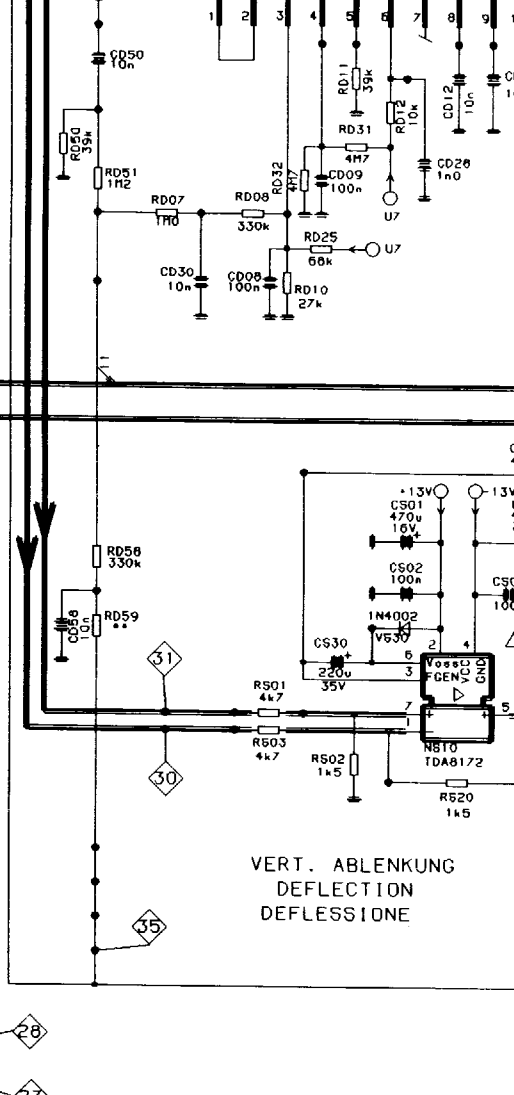 1 2 3 4 5 6 7 8 9
CD50
10n
RD11
39k
CD12
10n
RD12
10k
RD50
39k
RD31
4M7
CD28
1n0
RD32
4M7
CD09
100n
RD51
1M2
U7
RD07
1M0
RD08
330k
RD25
68k
U7
CD30
10n
CD08
100n
RD10
27k
11
+13V
-13V
CS01
470u
16V
+
RD58
330k
CS02
100n
RD59
**
CD58
10n
1N4002
VS30
2 4
CS30
+
220u
35V
6
3
Voss
FGEN
VCC
GND
31
RS01
4k7
7
1
+
-
+
5
RS03
4k7
30
RS02
1k5
NS10
TDA8172
RS20
1k5
VERT. ABLENKUNG
DEFLECTION
DEFLESSIONE
35
28
27